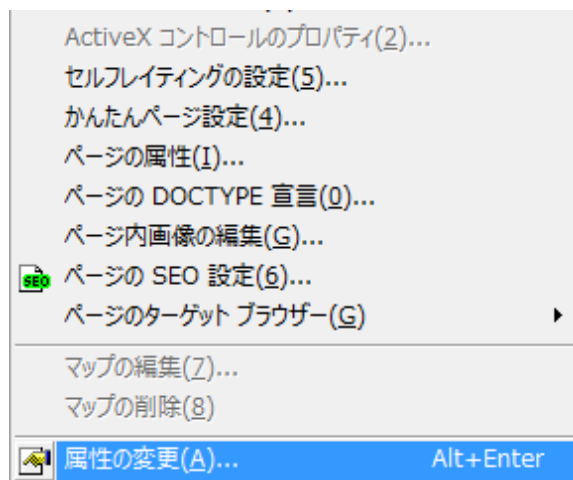 ActiveX コントロールのプロパティ(2)...
セルフレイティングの設定(5)...
かんたんページ設定(4)...
ページの属性(I)...
ページの DOCTYPE 宣言(0)...
ページ内画像の編集(G)...
SEO ページの SEO 設定(6)...
ページのターゲット ブラウザー(G)
マップの編集(7)...
マップの削除(8)
属性の変更(A)... Alt+Enter